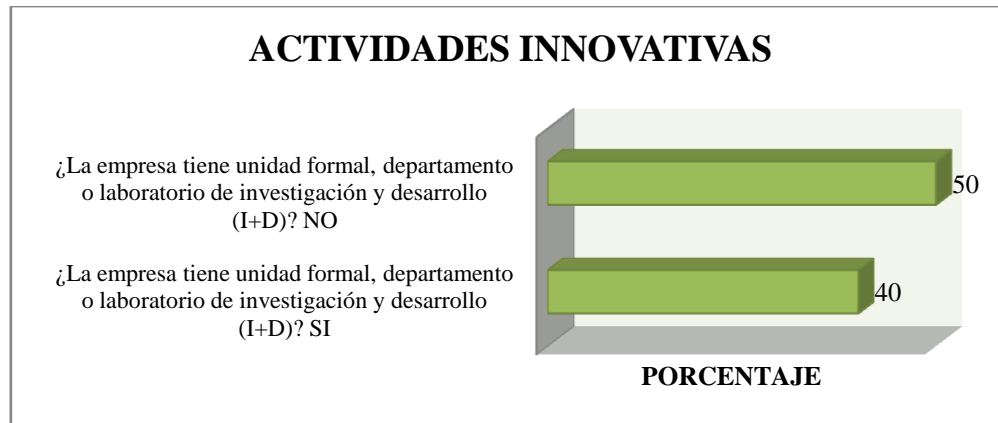 ACTIVIDADES INNOVATIVAS
¿La empresa tiene unidad formal, departamento
o laboratorio de investigación y desarrollo
(I+D)? NO
50
¿La empresa tiene unidad formal, departamento
o laboratorio de investigación y desarrollo
(I+D)? SI
40
PORCENTAJE